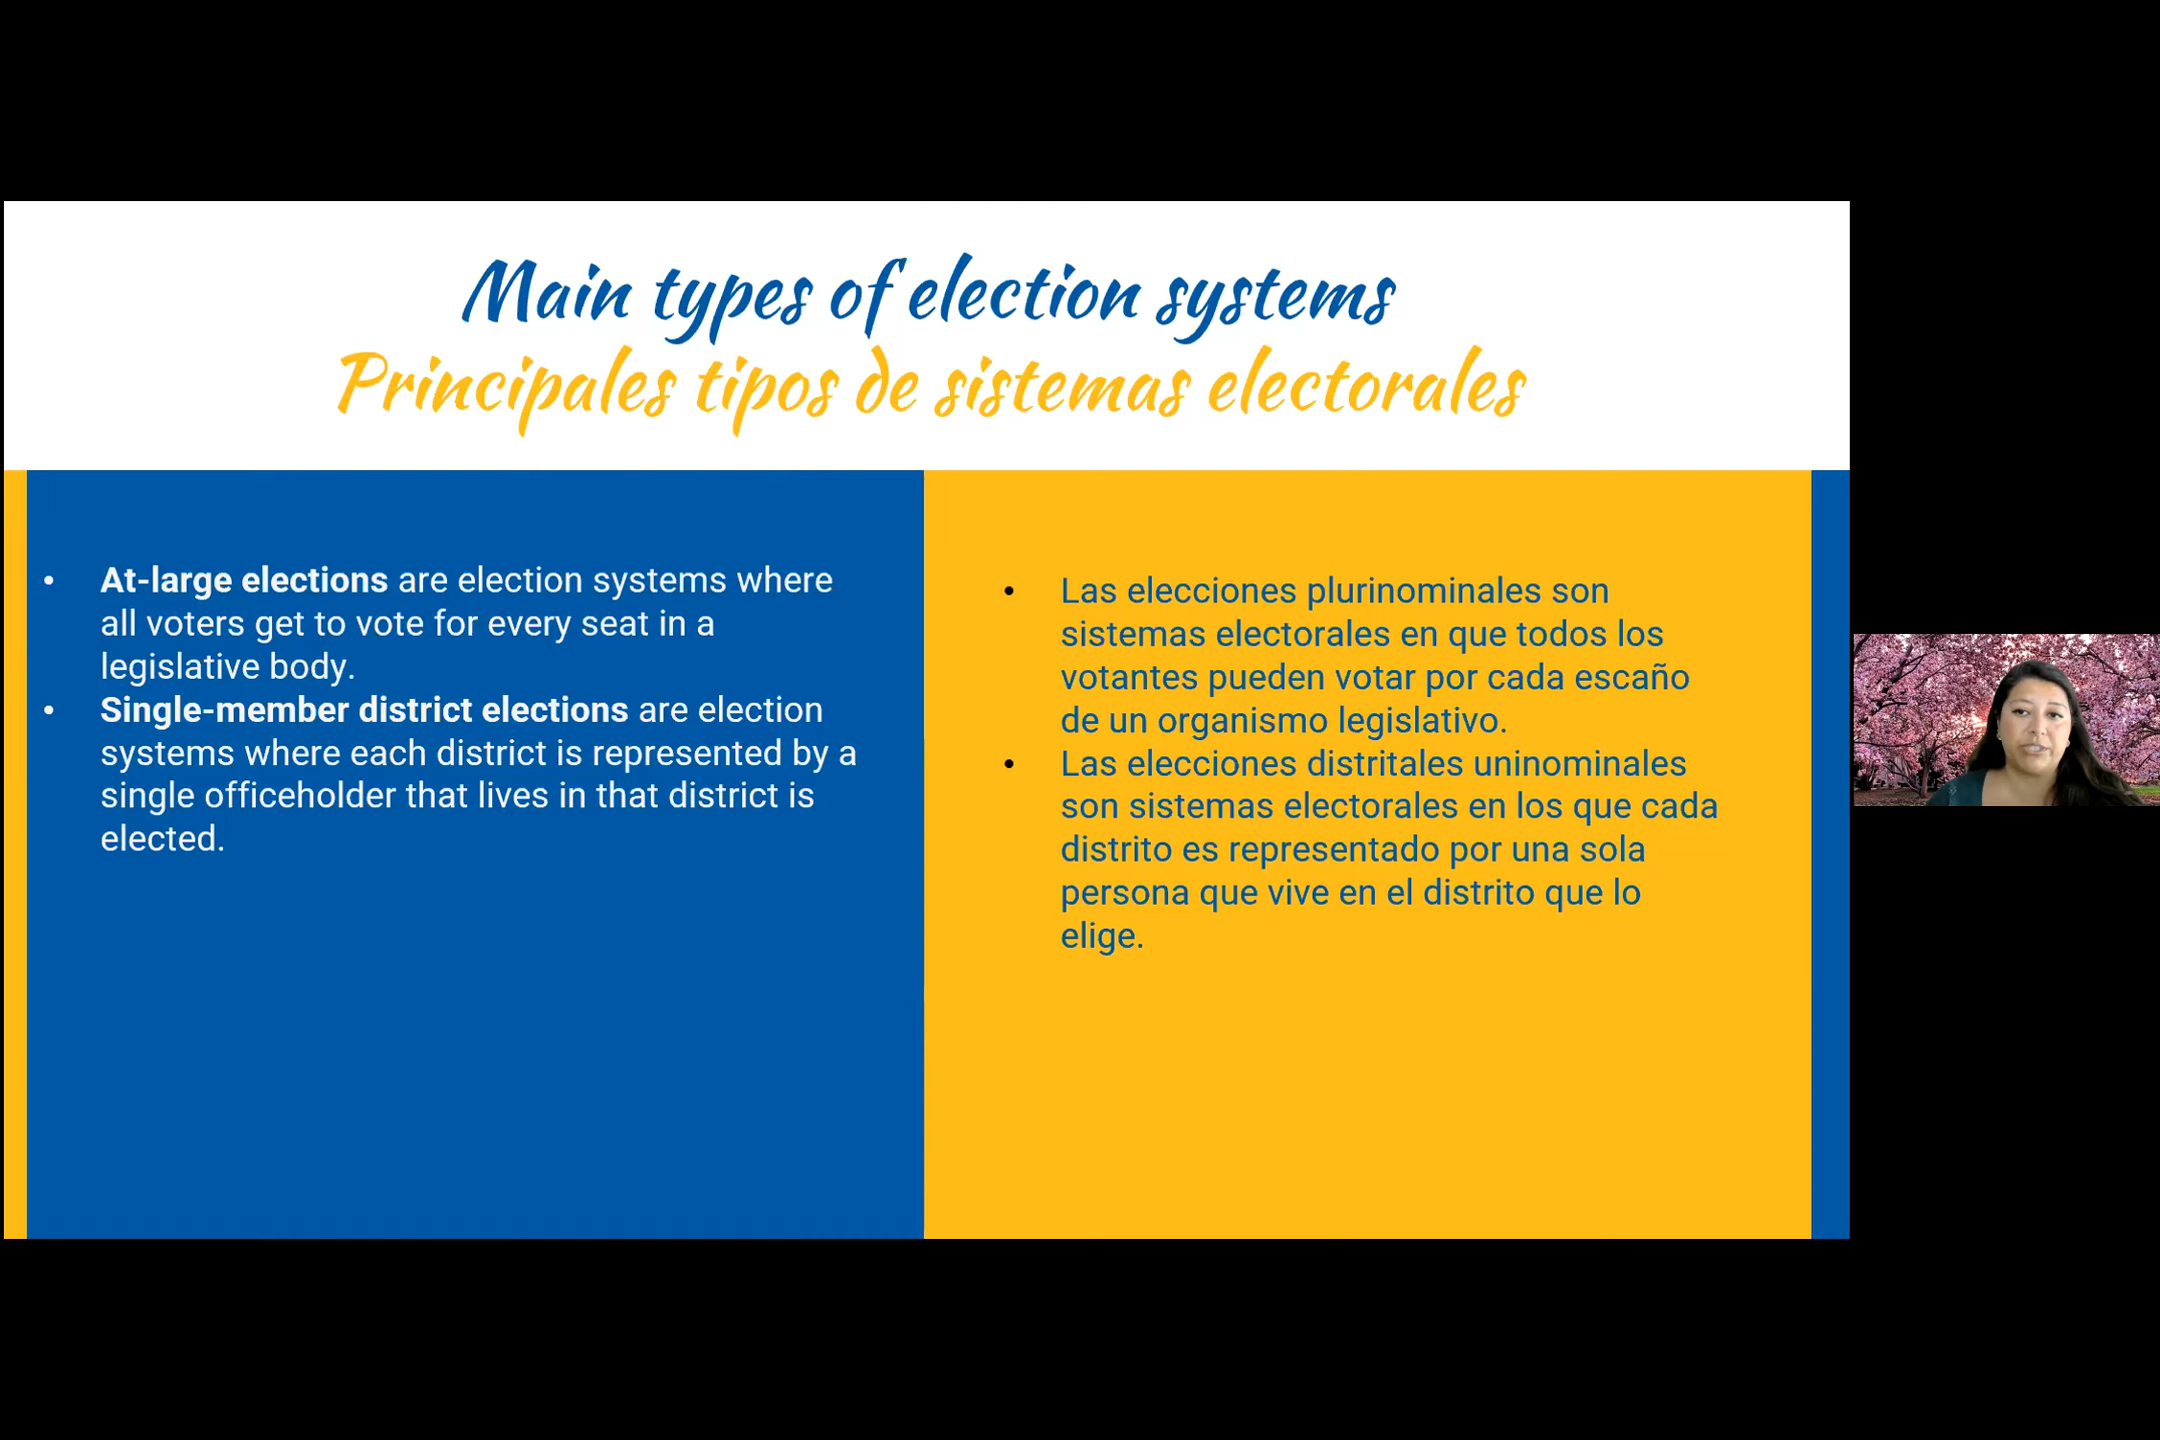 Main types of election systems
Principales tipos de sistemas electorales
• At-large elections are election systems where
all voters get to vote for every seat in a
legislative body.
• Single-member district elections are election
systems where each district is represented by a
single officeholder that lives in that district is
elected.
• Las elecciones plurinominales son
sistemas electorales en que todos los
votantes pueden votar por cada escaño
de un organismo legislativo.
• Las elecciones distritales uninominales
son sistemas electorales en los que cada
distrito es representado por una sola
persona que vive en el distrito que lo
elige.